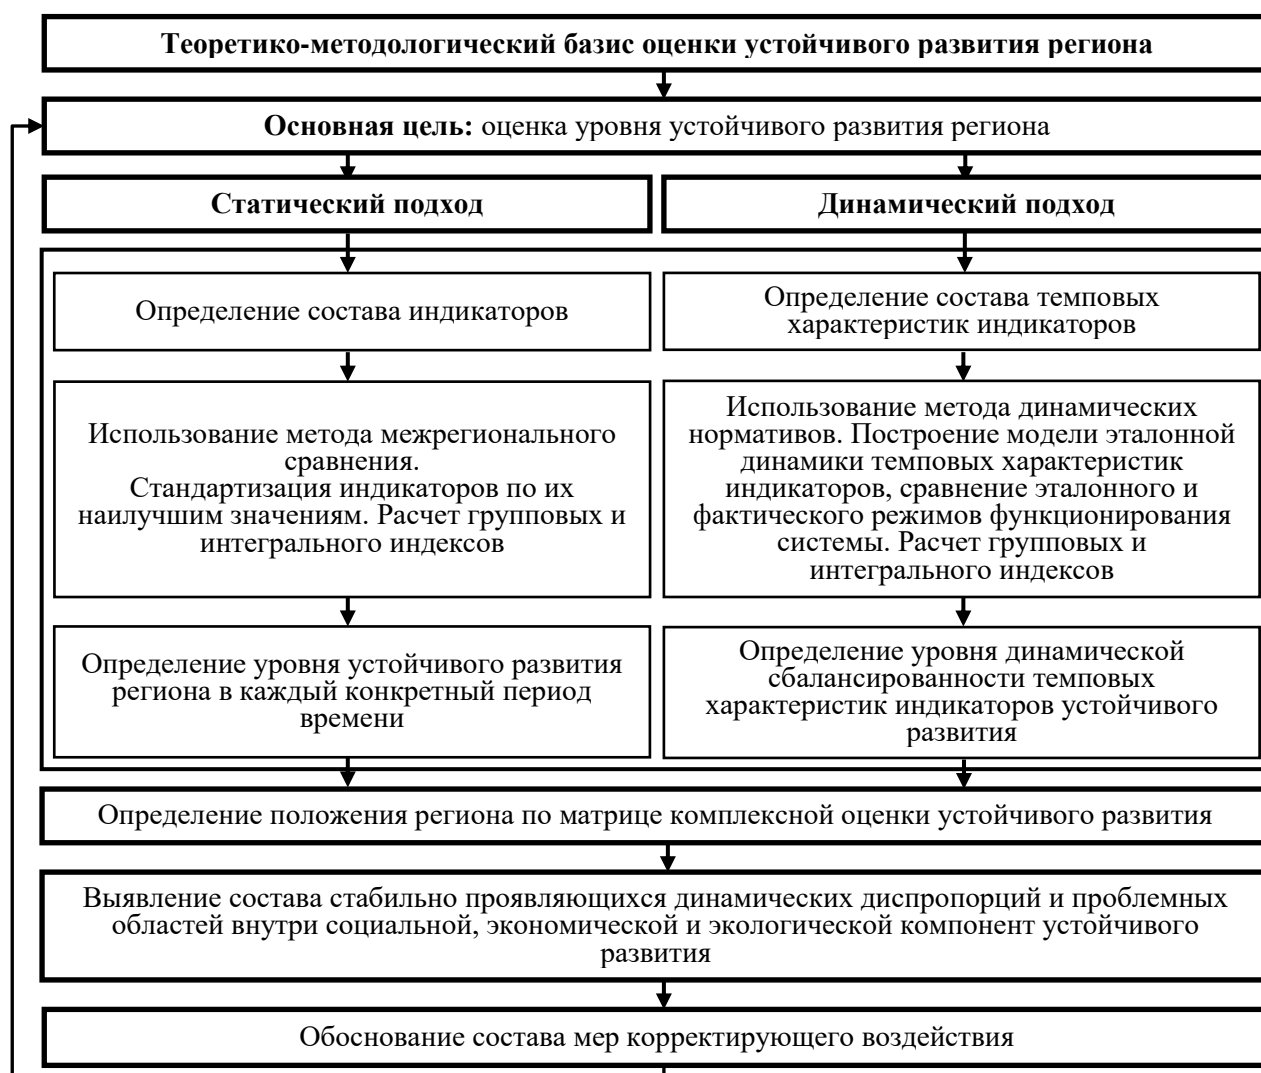 Теоретико-методологический базис оценки устойчивого развития региона
Основная цель: оценка уровня устойчивого развития региона
Статический подход
Динамический подход
Определение состава индикаторов
Определение состава темповых
характеристик индикаторов
Использование метода межрегионального
сравнения.
Стандартизация индикаторов по их
наилучшим значениям. Расчет групповых и
интегрального индексов
Использование метода динамических
нормативов. Построение модели эталонной
динамики темповых характеристик
индикаторов, сравнение эталонного и
фактического режимов функционирования
системы. Расчет групповых и
интегрального индексов
Определение уровня устойчивого развития
региона в каждый конкретный период
времени
Определение уровня динамической
сбалансированности темповых
характеристик индикаторов устойчивого
развития
Определение положения региона по матрице комплексной оценки устойчивого развития
Выявление состава стабильно проявляющихся динамических диспропорций и проблемных
областей внутри социальной, экономической и экологической компонент устойчивого
развития
Обоснование состава мер корректирующего воздействия